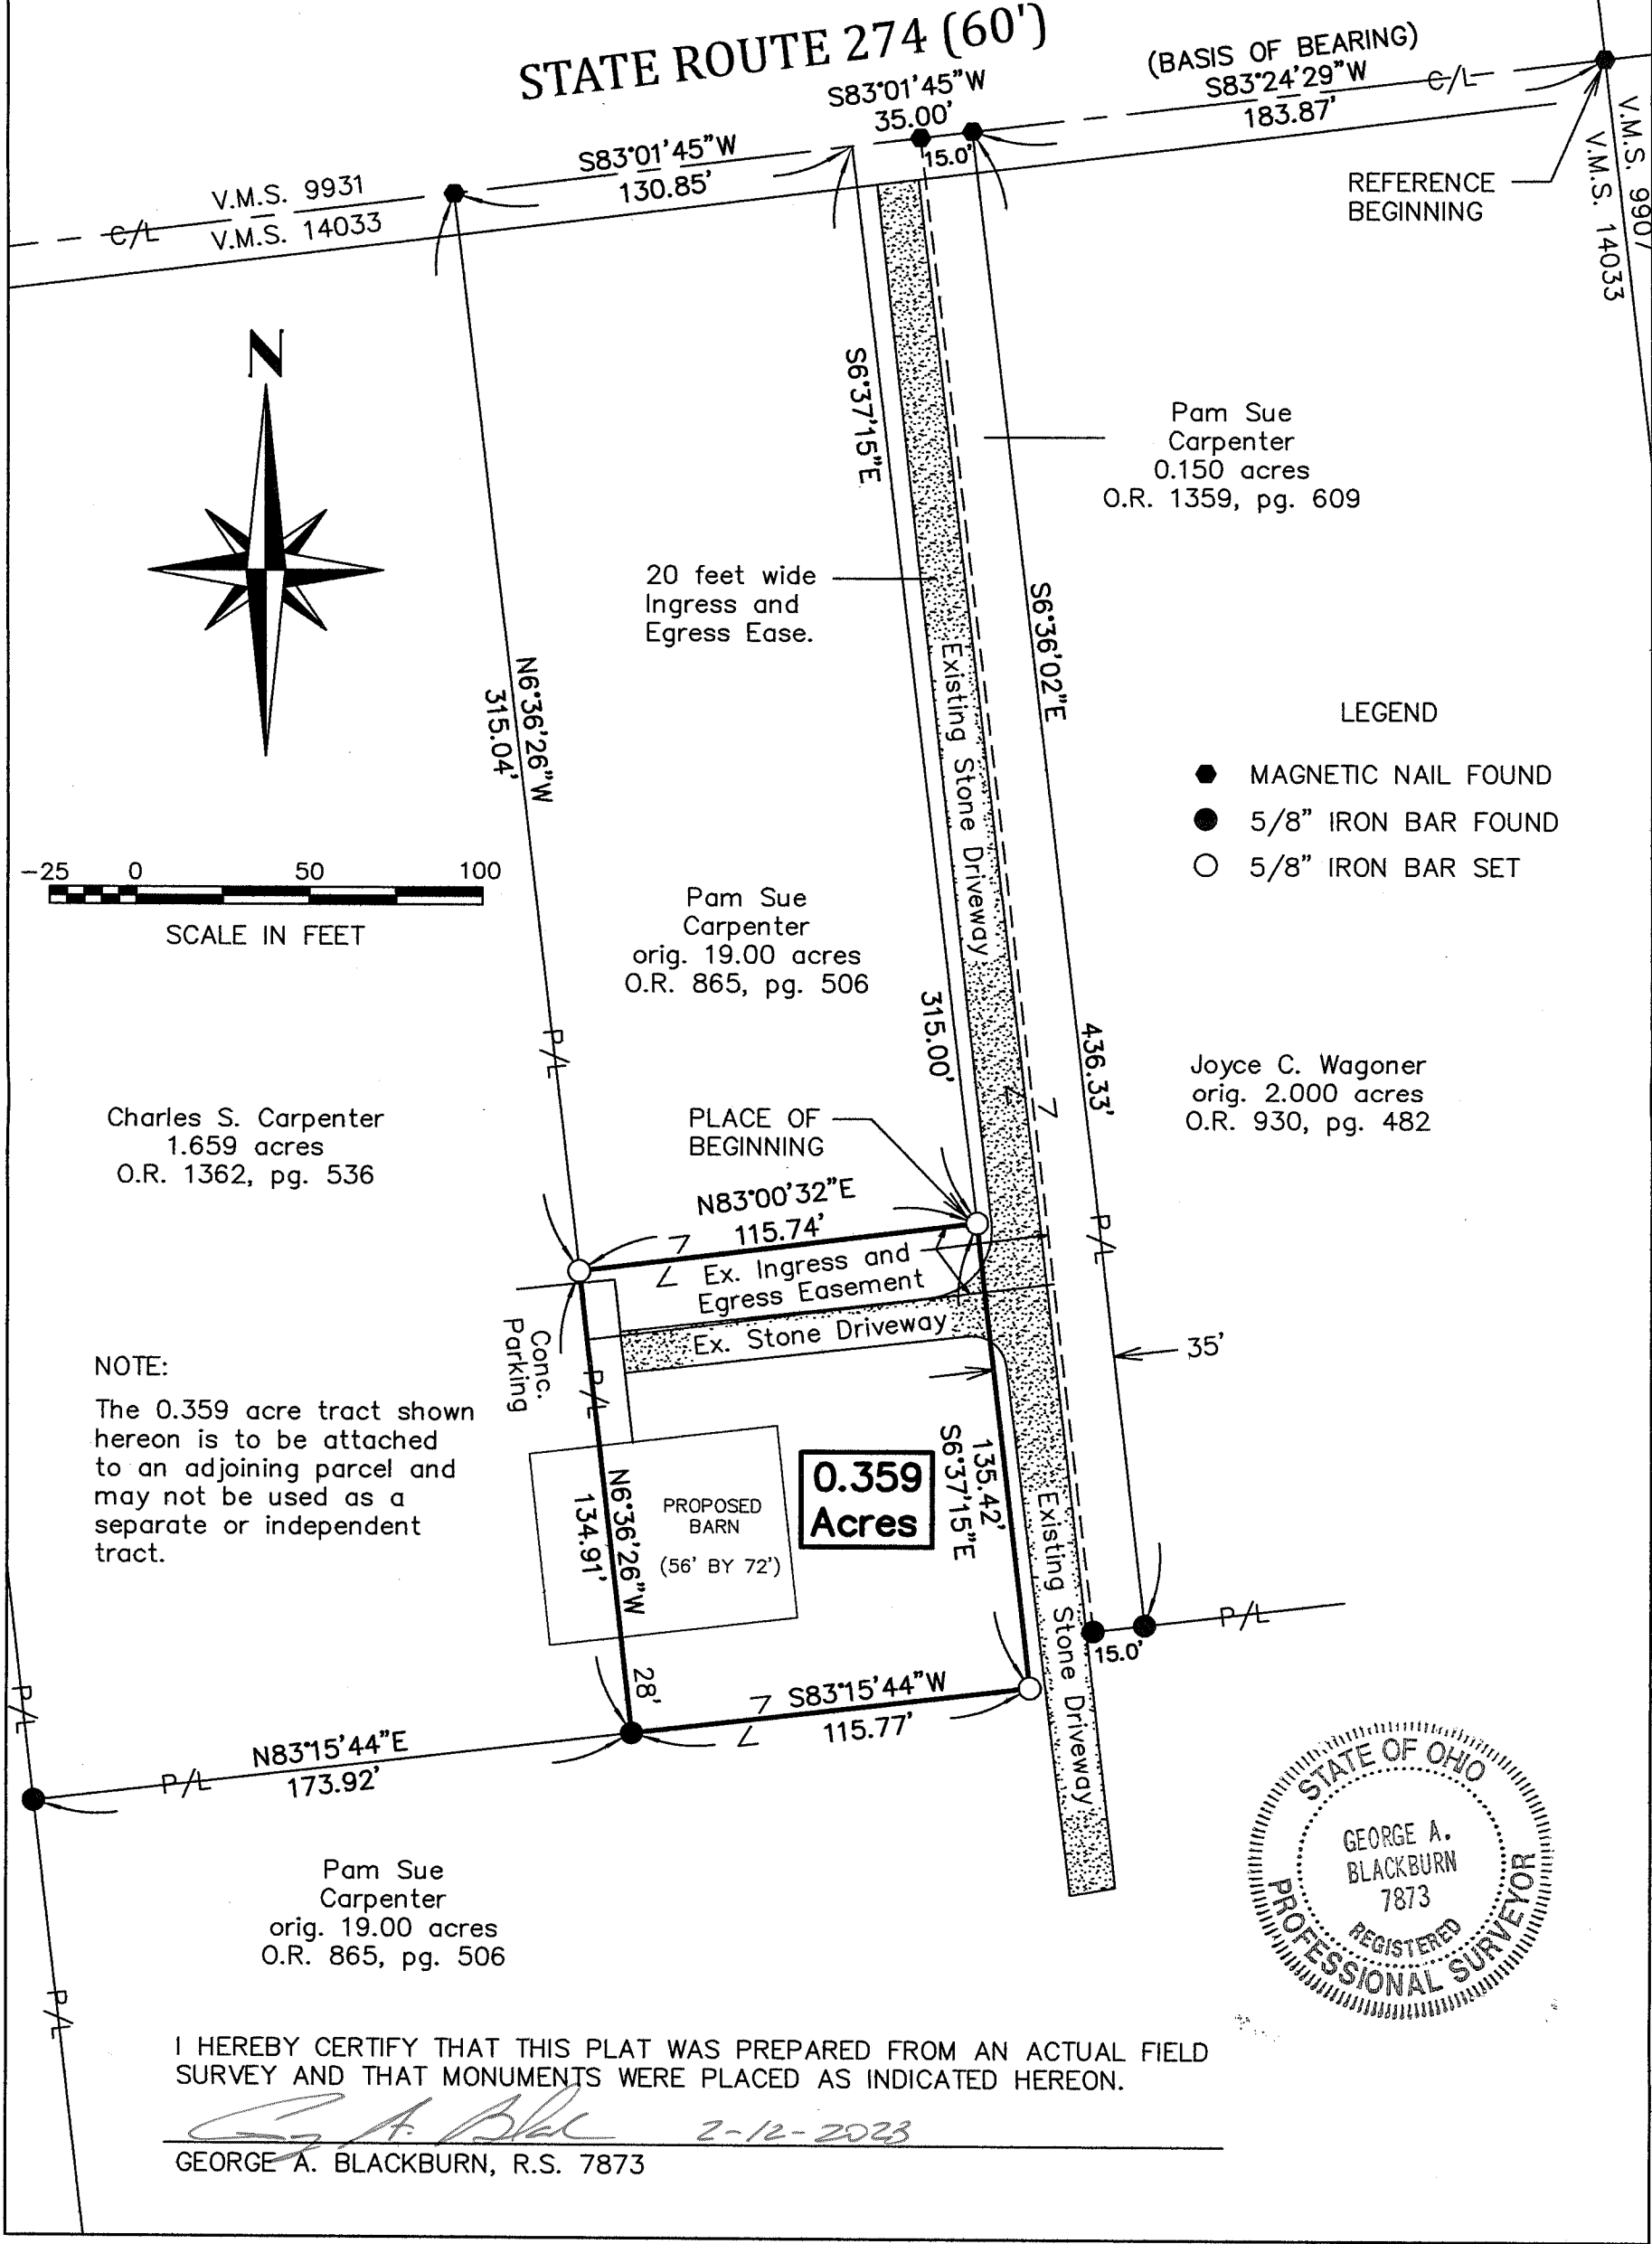 STATE ROUTE 274 (60')
(BASIS OF BEARING)
S83°24'29"W
183.87'
C/L
S83°01'45"W
35.00'
15.0'
S83°01'45"W
130.85'
V.M.S. 9931
C/L
V.M.S. 14033
V.M.S. 9907
V.M.S. 14033
REFERENCE
BEGINNING
N
S6°37'15"E
315.00'
Pam Sue
Carpenter
0.150 acres
O.R. 1359, pg. 609
20 feet wide
Ingress and
Egress Ease.
Existing Stone Driveway
S6°36'02"E
436.33'
N6°36'26"W
315.04'
LEGEND
MAGNETIC NAIL FOUND
5/8" IRON BAR FOUND
5/8" IRON BAR SET
-25 0 50 100
SCALE IN FEET
Pam Sue
Carpenter
orig. 19.00 acres
O.R. 865, pg. 506
P/L
Joyce C. Wagoner
orig. 2.000 acres
O.R. 930, pg. 482
Charles S. Carpenter
1.659 acres
O.R. 1362, pg. 536
PLACE OF
BEGINNING
N83°00'32"E
115.74'
P/L
Ex. Ingress and
Egress Easement
Ex. Stone Driveway
Conc.
Parking
P/L
35'
NOTE:
The 0.359 acre tract shown
hereon is to be attached
to an adjoining parcel and
may not be used as a
separate or independent
tract.
N6°36'26"W
134.91'
PROPOSED
BARN
(56' BY 72')
0.359
Acres
135.42'
S6°37'15"E
Existing Stone Driveway
15.0'
P/L
28'
S83°15'44"W
115.77'
P/L
N83°15'44"E
173.92'
P/L
Pam Sue
Carpenter
orig. 19.00 acres
O.R. 865, pg. 506
P/L
STATE OF OHIO
GEORGE A.
BLACKBURN
7873
REGISTERED
PROFESSIONAL SURVEYOR
I HEREBY CERTIFY THAT THIS PLAT WAS PREPARED FROM AN ACTUAL FIELD
SURVEY AND THAT MONUMENTS WERE PLACED AS INDICATED HEREON.
2-12-2023
GEORGE A. BLACKBURN, R.S. 7873